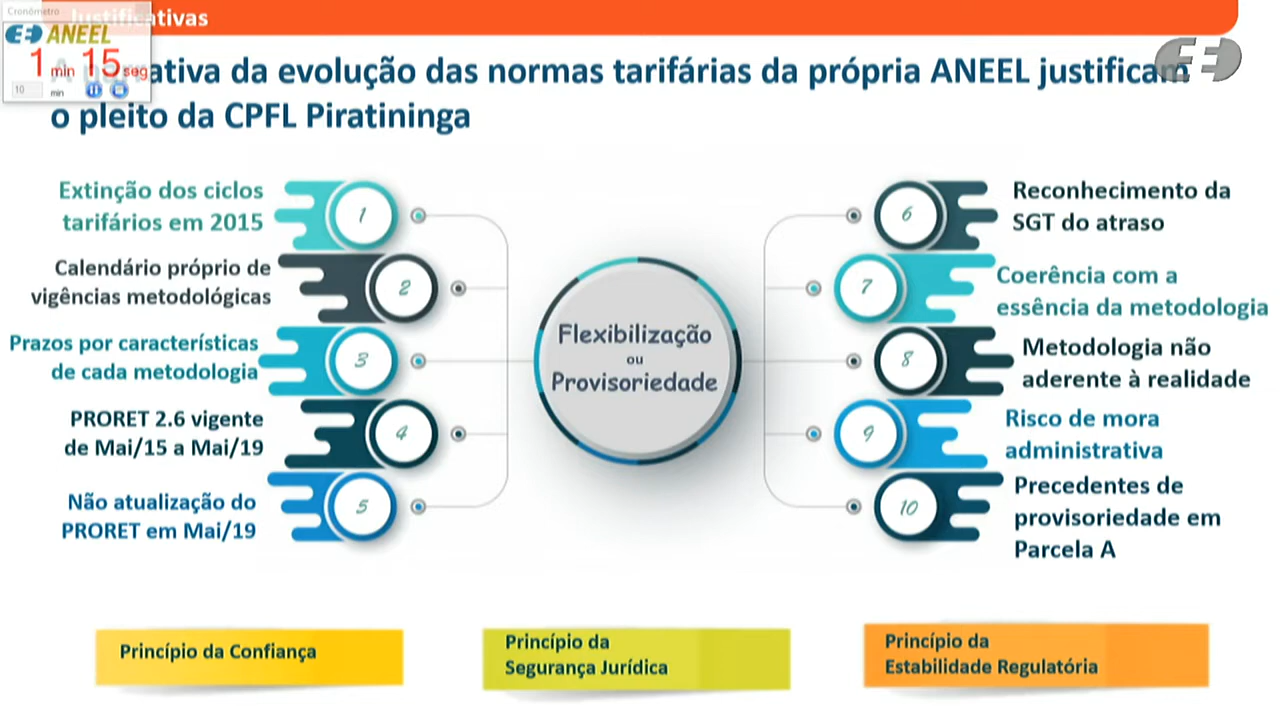 Cronômetro
Justificativas
ANEEL
1 min 15 seg
10 min
ativa da evolução das normas tarifárias da própria ANEEL justificam
o pleito da CPFL Piratininga
Extinção dos ciclos
tarifários em 2015
1
Calendário próprio de
vigências metodológicas
2
Prazos por características
de cada metodologia
3
PRORET 2.6 vigente
de Mai/15 a Mai/19
4
Não atualização do
PRORET em Mai/19
5
Flexibilização
ou
Provisoriedade
6
Reconhecimento da
SGT do atraso
7
Coerência com a
essência da metodologia
8
Metodologia não
aderente à realidade
9
Risco de mora
administrativa
10
Precedentes de
provisoriedade em
Parcela A
Princípio da Confiança
Princípio da
Segurança Jurídica
Princípio da
Estabilidade Regulatória